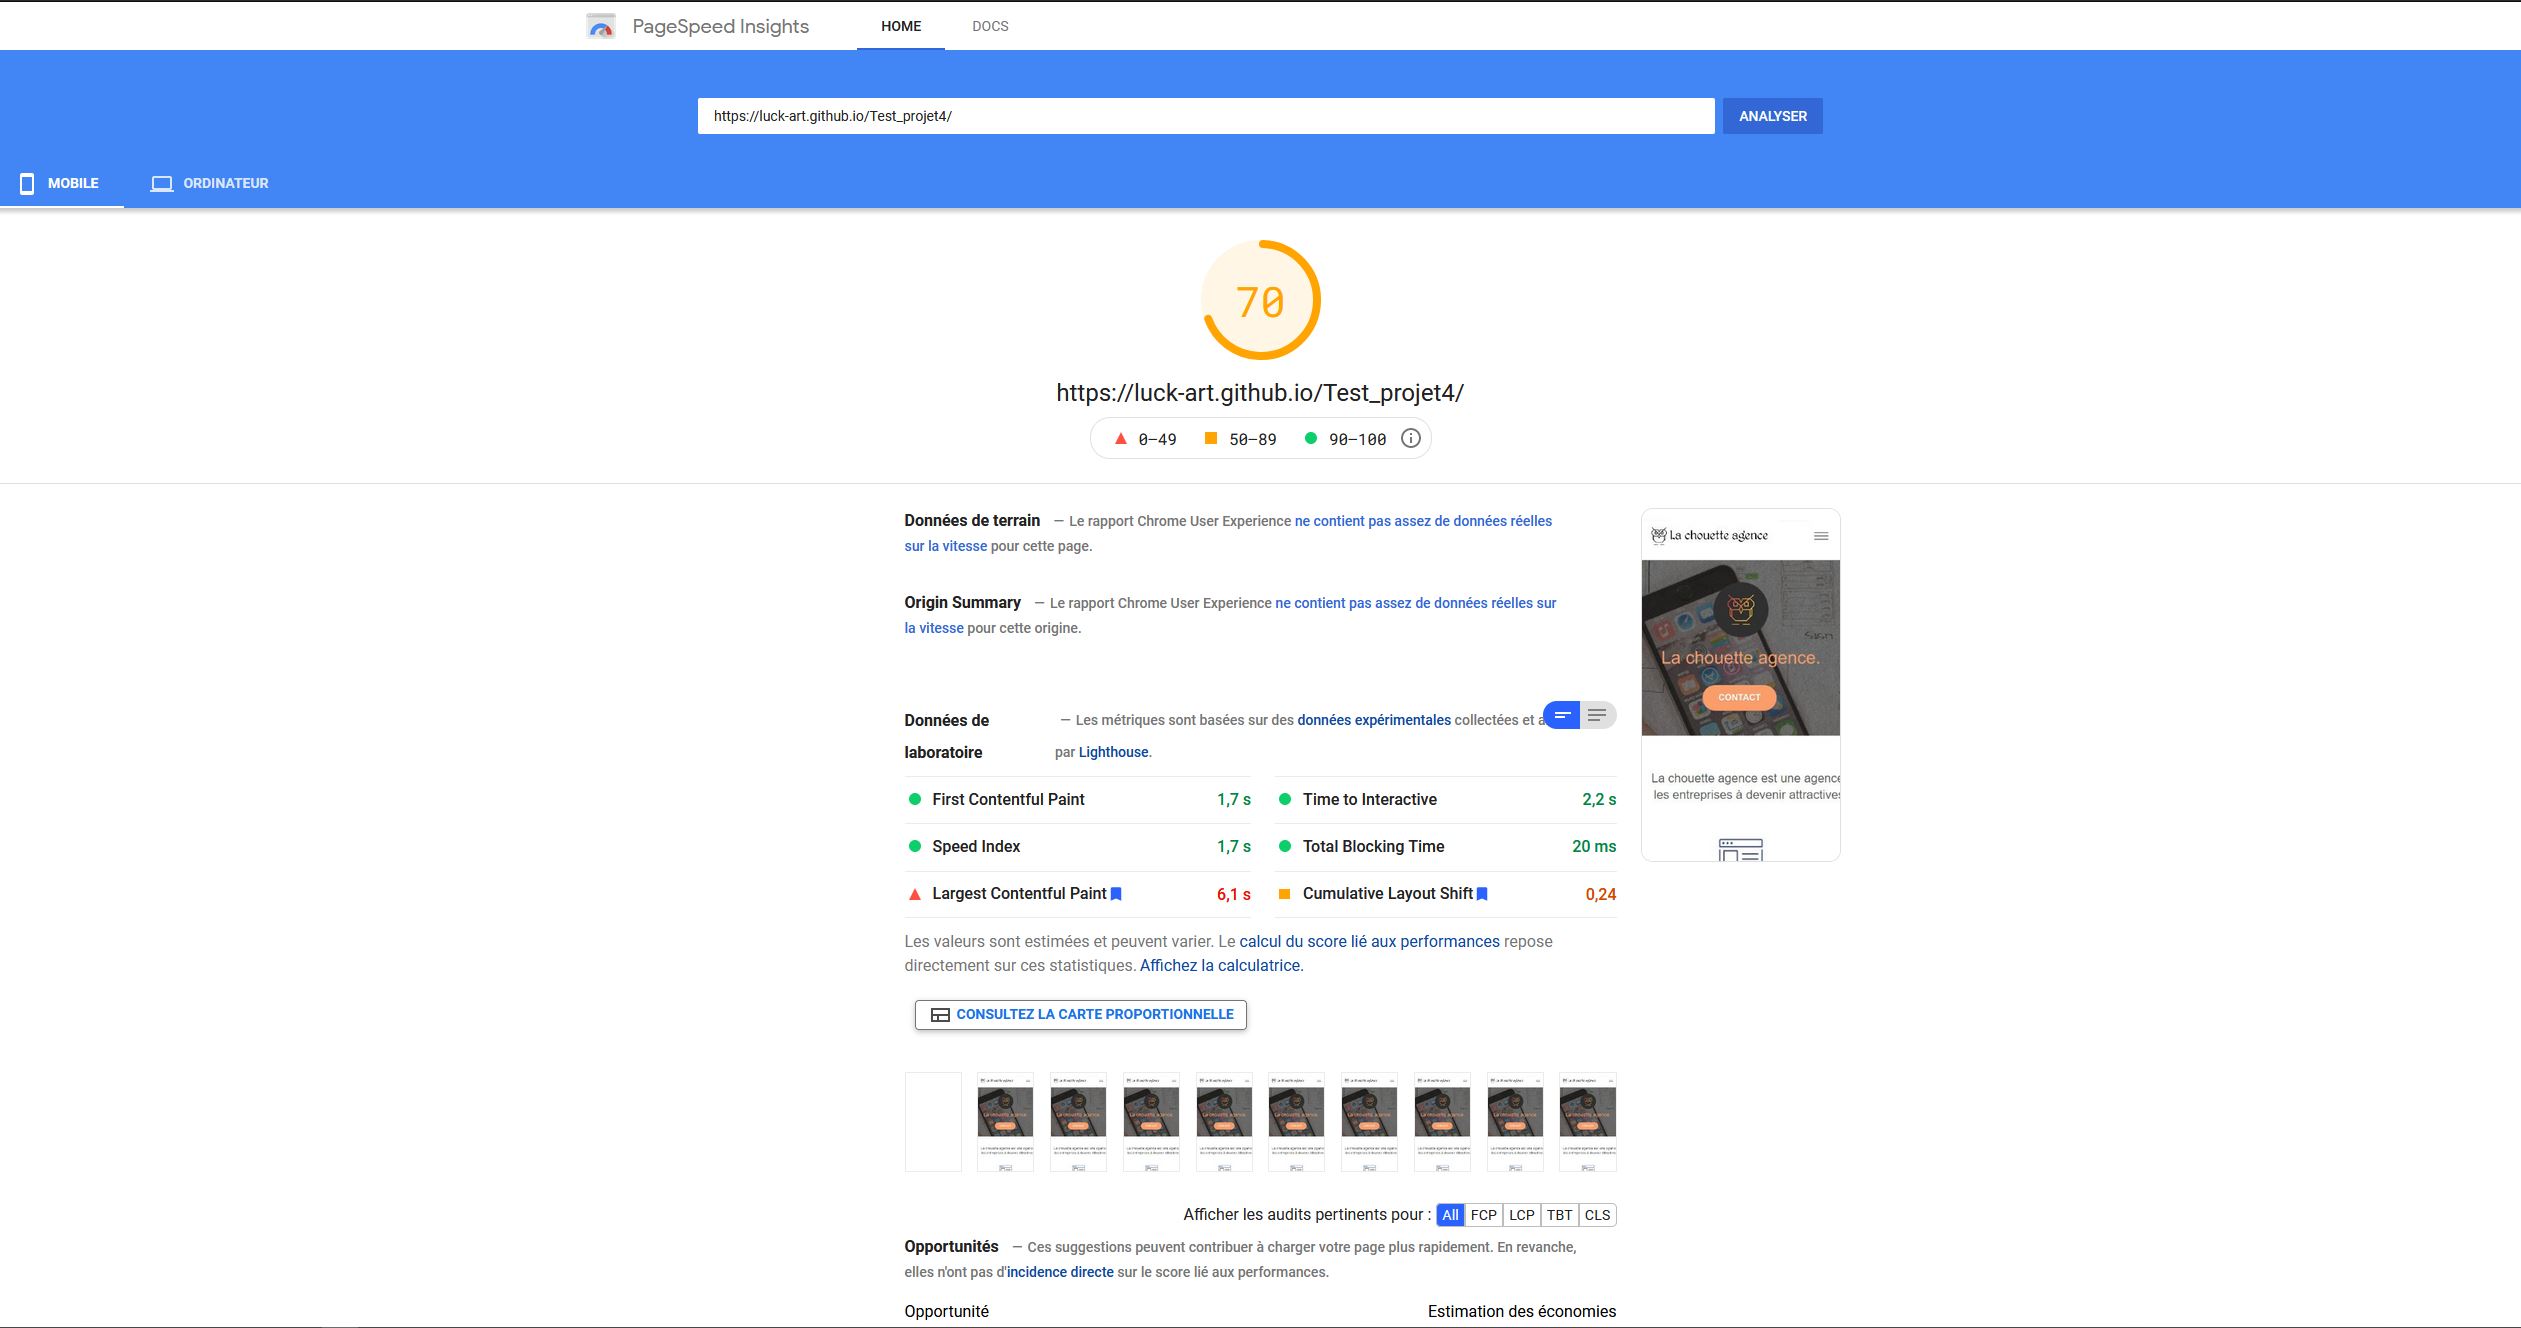 PageSpeed Insights
HOME
DOCS
https://luck-art.github.io/Test_projet4/
ANALYSER
MOBILE
ORDINATEUR
70
https://luck-art.github.io/Test_projet4/
0–49 50–89 90–100
Données de terrain — Le rapport Chrome User Experience ne contient pas assez de données réelles
sur la vitesse pour cette page.
Origin Summary — Le rapport Chrome User Experience ne contient pas assez de données réelles sur
la vitesse pour cette origine.
La chouette agence
La chouette agence.
CONTACT
La chouette agence est une agence
les entreprises à devenir attractives
Données de
laboratoire
— Les métriques sont basées sur des données expérimentales collectées et a
par Lighthouse.
First Contentful Paint 1,7 s
Time to Interactive 2,2 s
Speed Index 1,7 s
Total Blocking Time 20 ms
Largest Contentful Paint 6,1 s
Cumulative Layout Shift 0,24
Les valeurs sont estimées et peuvent varier. Le calcul du score lié aux performances repose
directement sur ces statistiques. Affichez la calculatrice.
CONSULTEZ LA CARTE PROPORTIONNELLE
Afficher les audits pertinents pour : All FCP LCP TBT CLS
Opportunités — Ces suggestions peuvent contribuer à charger votre page plus rapidement. En revanche,
elles n'ont pas d'incidence directe sur le score lié aux performances.
Opportunité
Estimation des économies